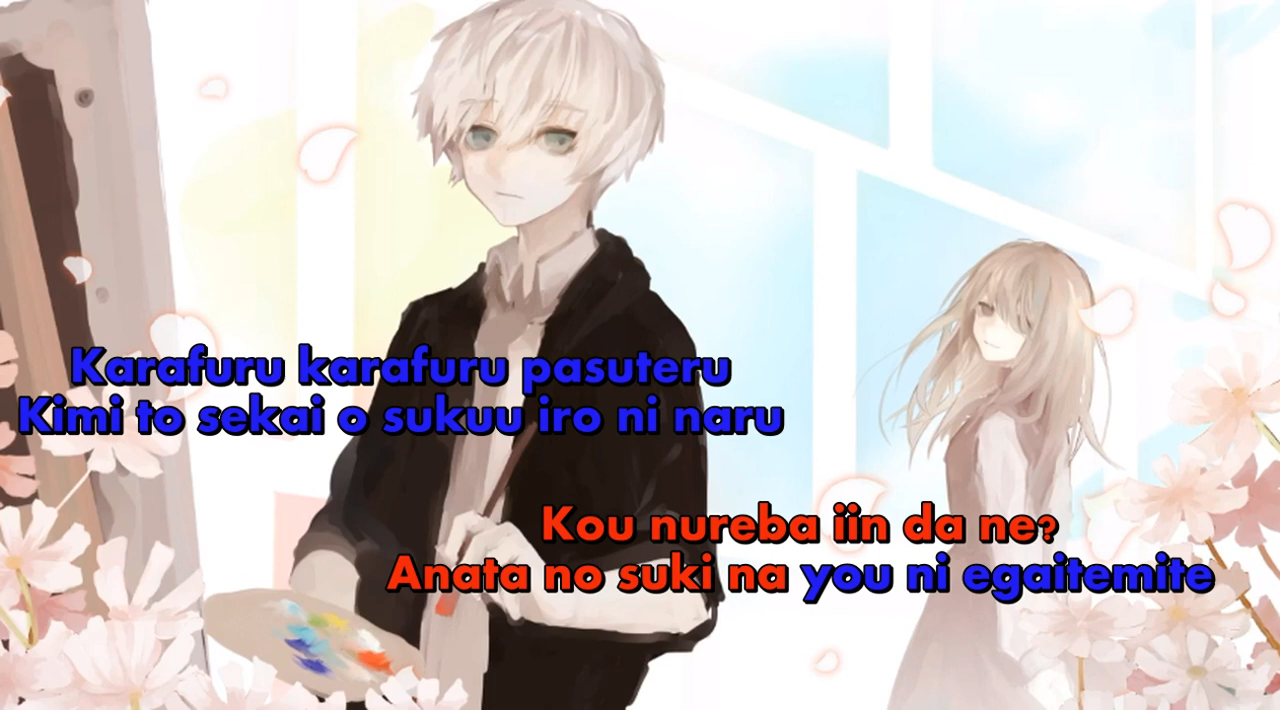 Karafuru karafuru pasuteru
Kimi to sekai o sukuu iro ni naru
Kou nureba iin da ne?
Anata no suki na you ni egaitemite